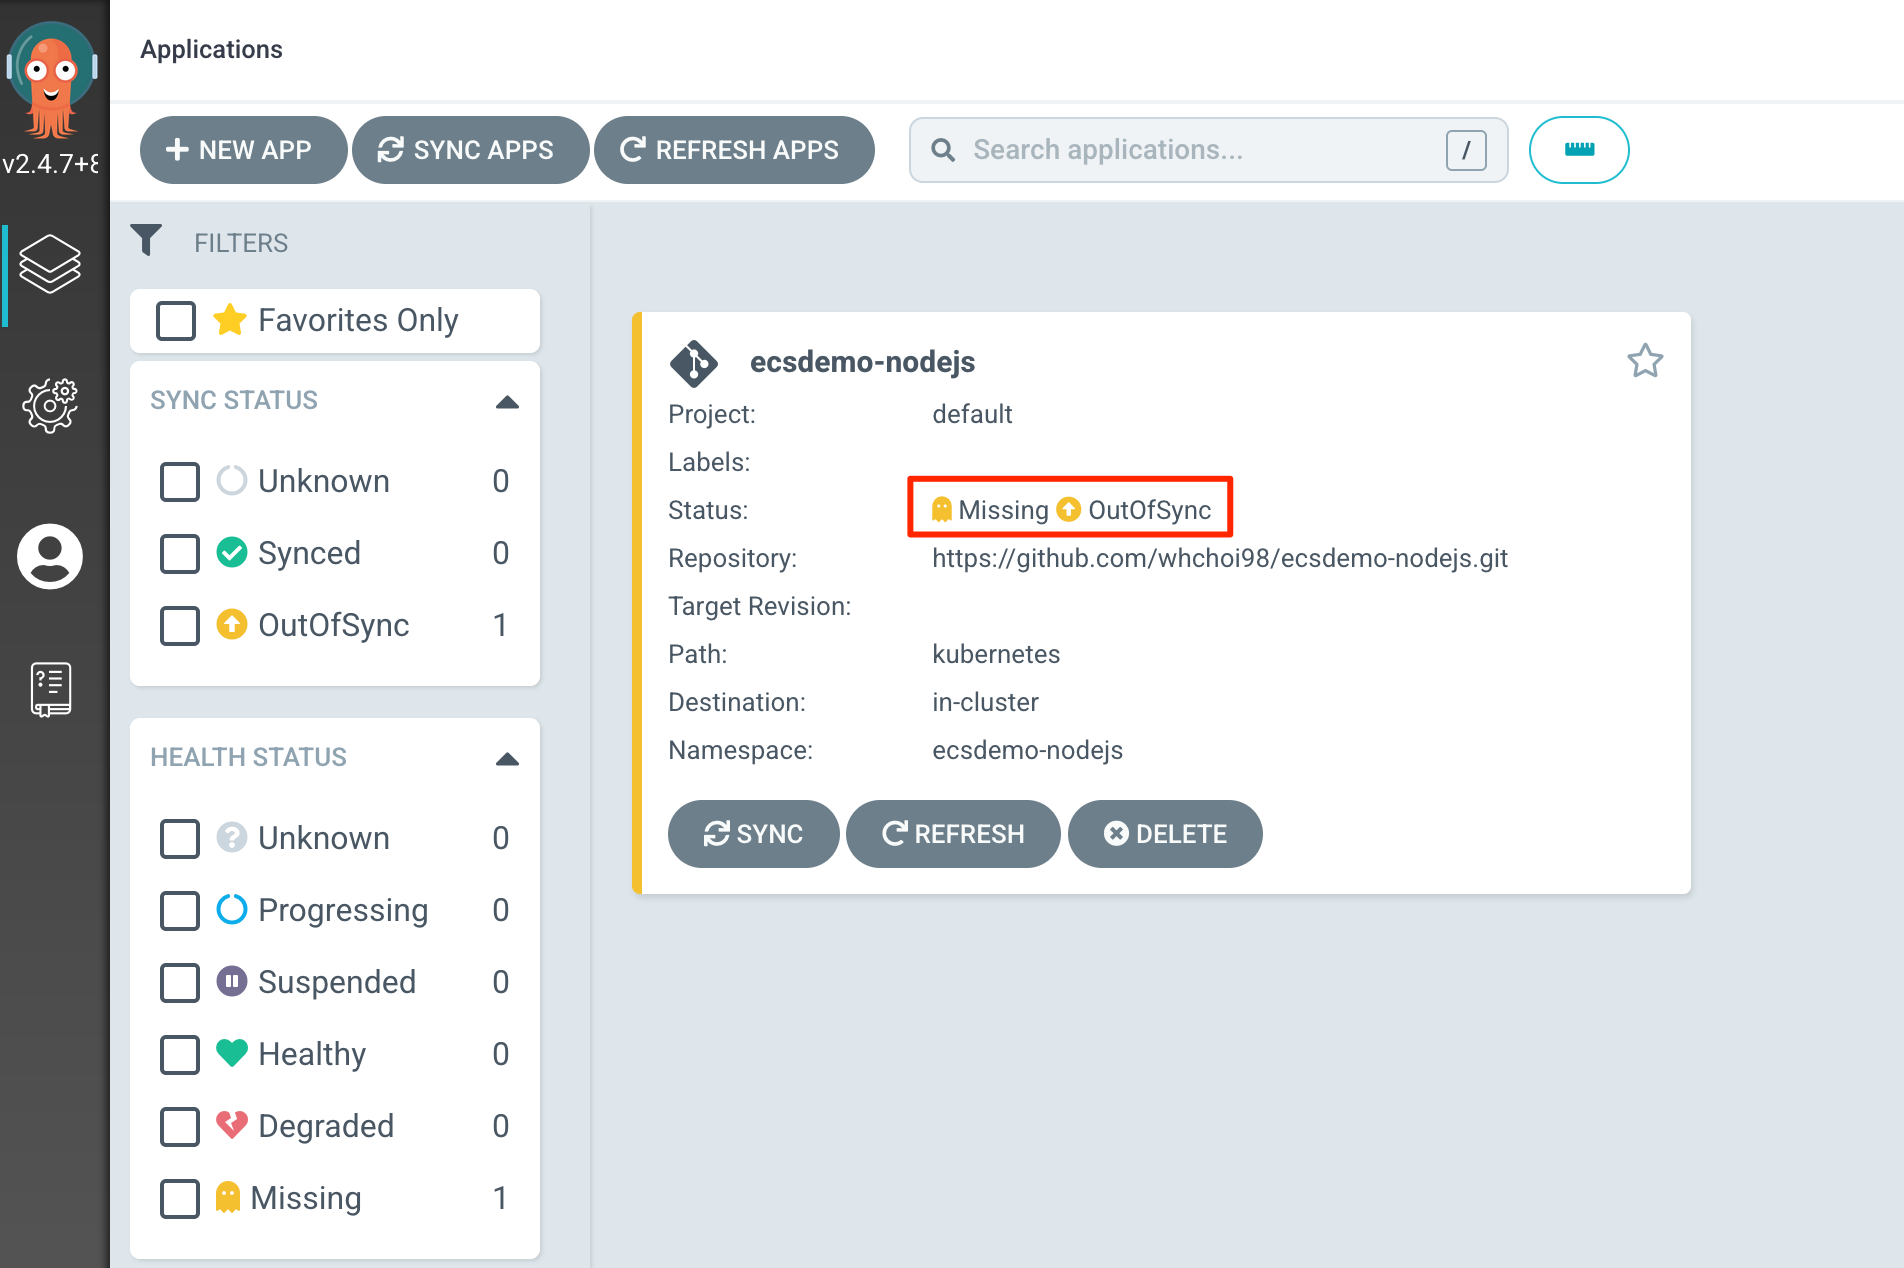 Applications
v2.4.7+8
NEW APP
SYNC APPS
REFRESH APPS
Search applications...
/
FILTERS
Favorites Only
SYNC STATUS
Unknown 0
Synced 0
OutOfSync 1
HEALTH STATUS
Unknown 0
Progressing 0
Suspended 0
Healthy 0
Degraded 0
Missing 1
ecsdemo-nodejs
Project: default
Labels:
Status: Missing OutOfSync
Repository: https://github.com/whchoi98/ecsdemo-nodejs.git
Target Revision:
Path: kubernetes
Destination: in-cluster
Namespace: ecsdemo-nodejs
SYNC
REFRESH
DELETE